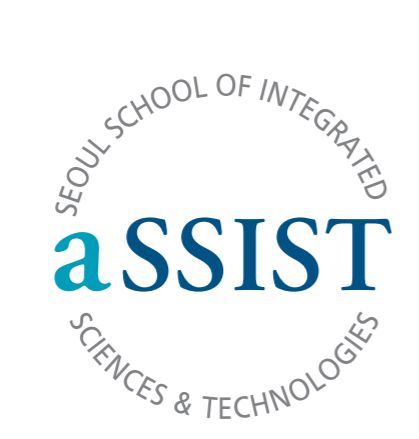 SEOUL SCHOOL OF INTEGRATED
aSSIST
SCIENCES & TECHNOLOGIES